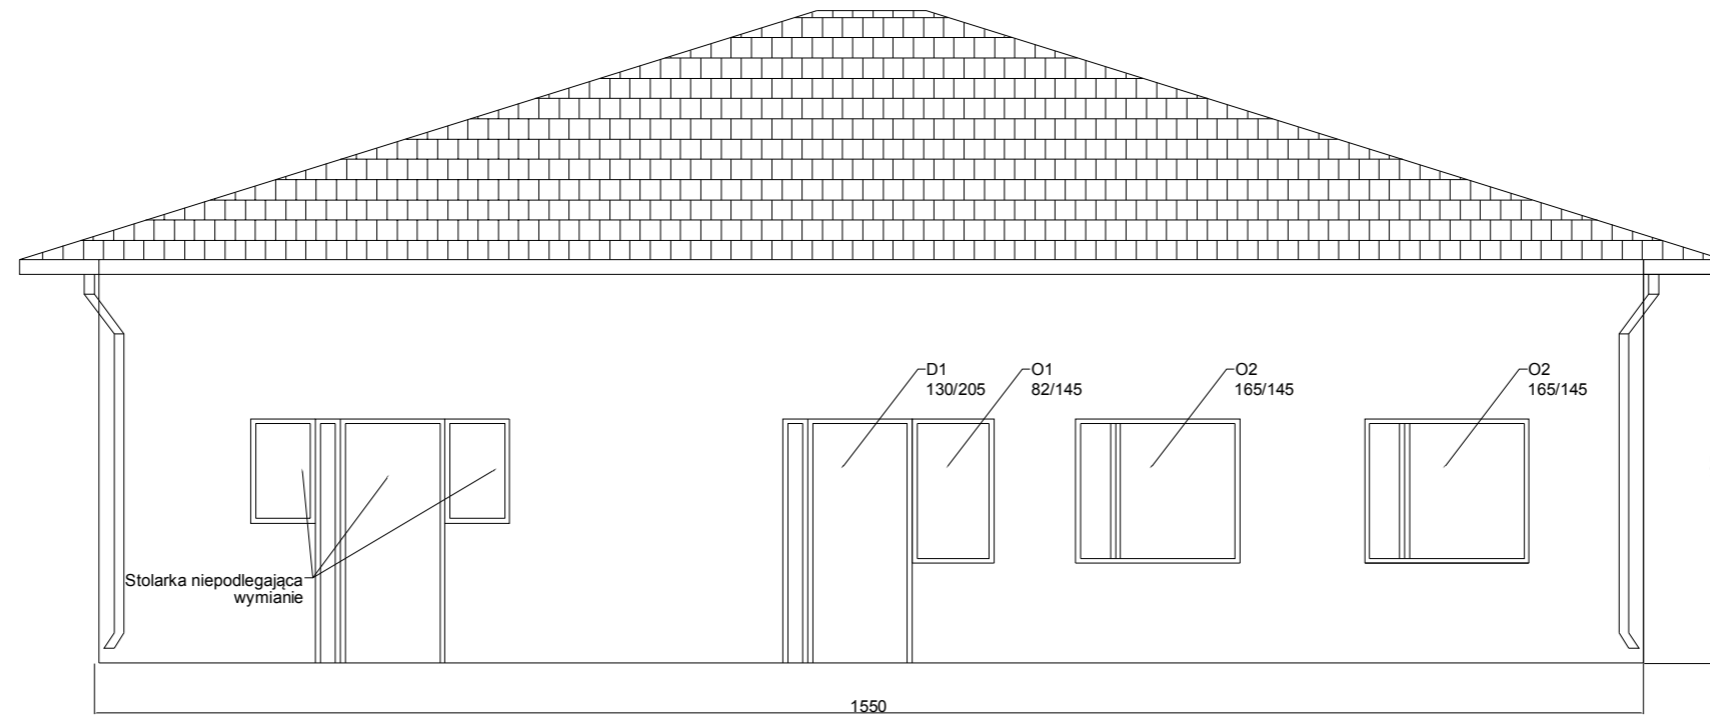 D1
130/205
O1
82/145
O2
165/145
O2
165/145
Stolarka niepodlegająca
wymianie
1550